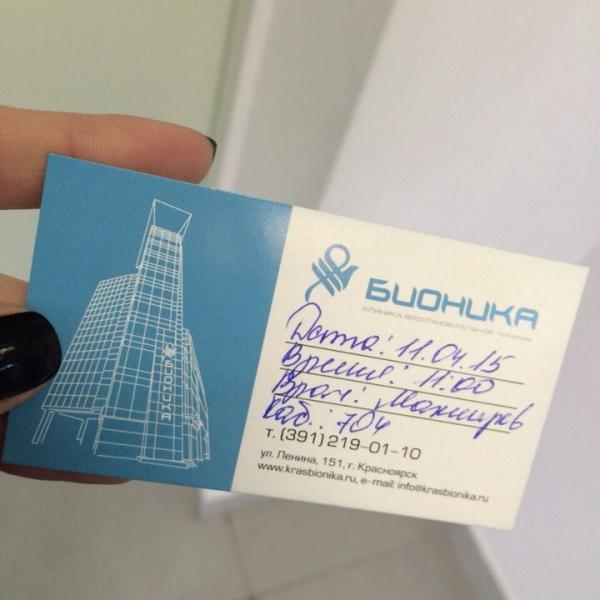 БИОНИКА
КЛИНИКА ВОССТАНОВИТЕЛЬНОЙ ТЕРАПИИ
Дата: 11.04.15
Время: 11:00
Врач:
Каб.: 704
т. (391) 219-01-10
ул. Ленина, 151, г. Красноярск
www.krasbionika.ru, e-mail: info@krasbionika.ru